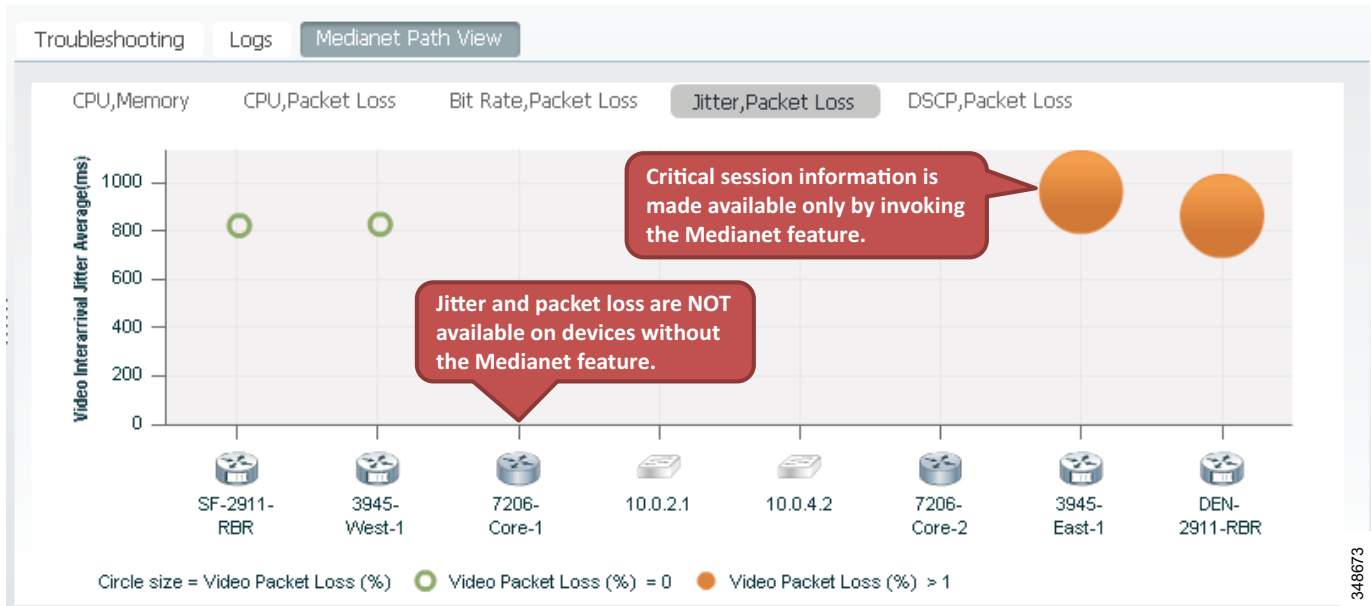 Troubleshooting Logs Medianet Path View
CPU,Memory CPU,Packet Loss Bit Rate,Packet Loss Jitter,Packet Loss DSCP,Packet Loss
Video Interarrival Jitter Average(ms)
1000
800
600
400
200
0
Critical session information is
made available only by invoking
the Medianet feature.
Jitter and packet loss are NOT
available on devices without
the Medianet feature.
SF-2911-
RBR
3945-
West-1
7206-
Core-1
10.0.2.1
10.0.4.2
7206-
Core-2
3945-
East-1
DEN-
2911-RBR
Circle size = Video Packet Loss (%) Video Packet Loss (%) = 0 Video Packet Loss (%) > 1
348673